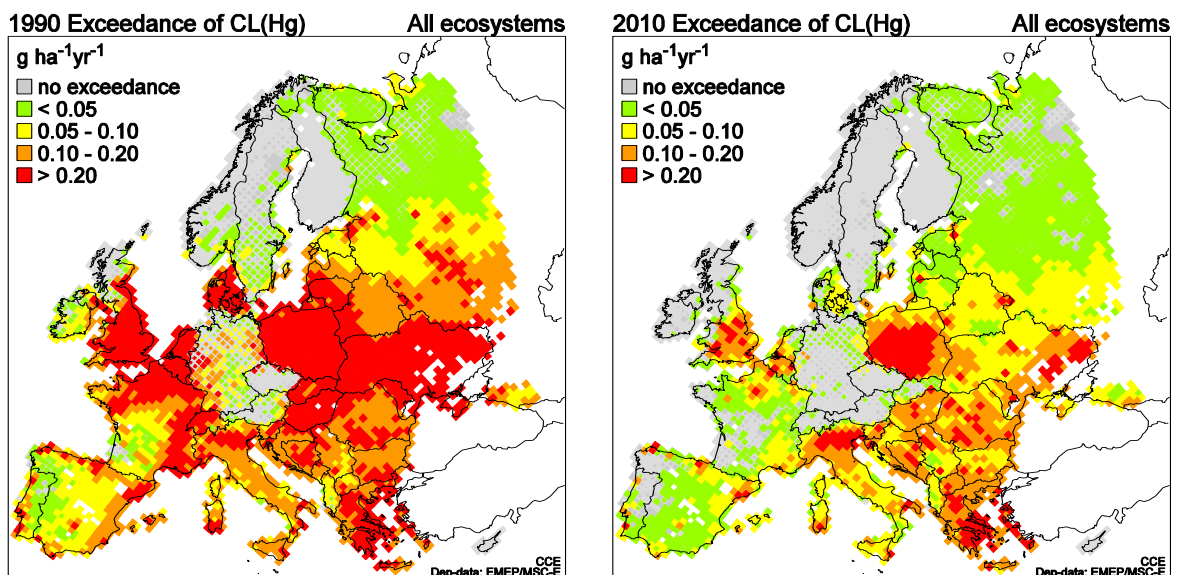 1990 Exceedance of CL(Hg) All ecosystems
g ha⁻¹yr⁻¹
no exceedance
< 0.05
0.05 - 0.10
0.10 - 0.20
> 0.20
CCE
Dep-data: EMEP/MSC-E
2010 Exceedance of CL(Hg) All ecosystems
g ha⁻¹yr⁻¹
no exceedance
< 0.05
0.05 - 0.10
0.10 - 0.20
> 0.20
CCE
Dep-data: EMEP/MSC-E